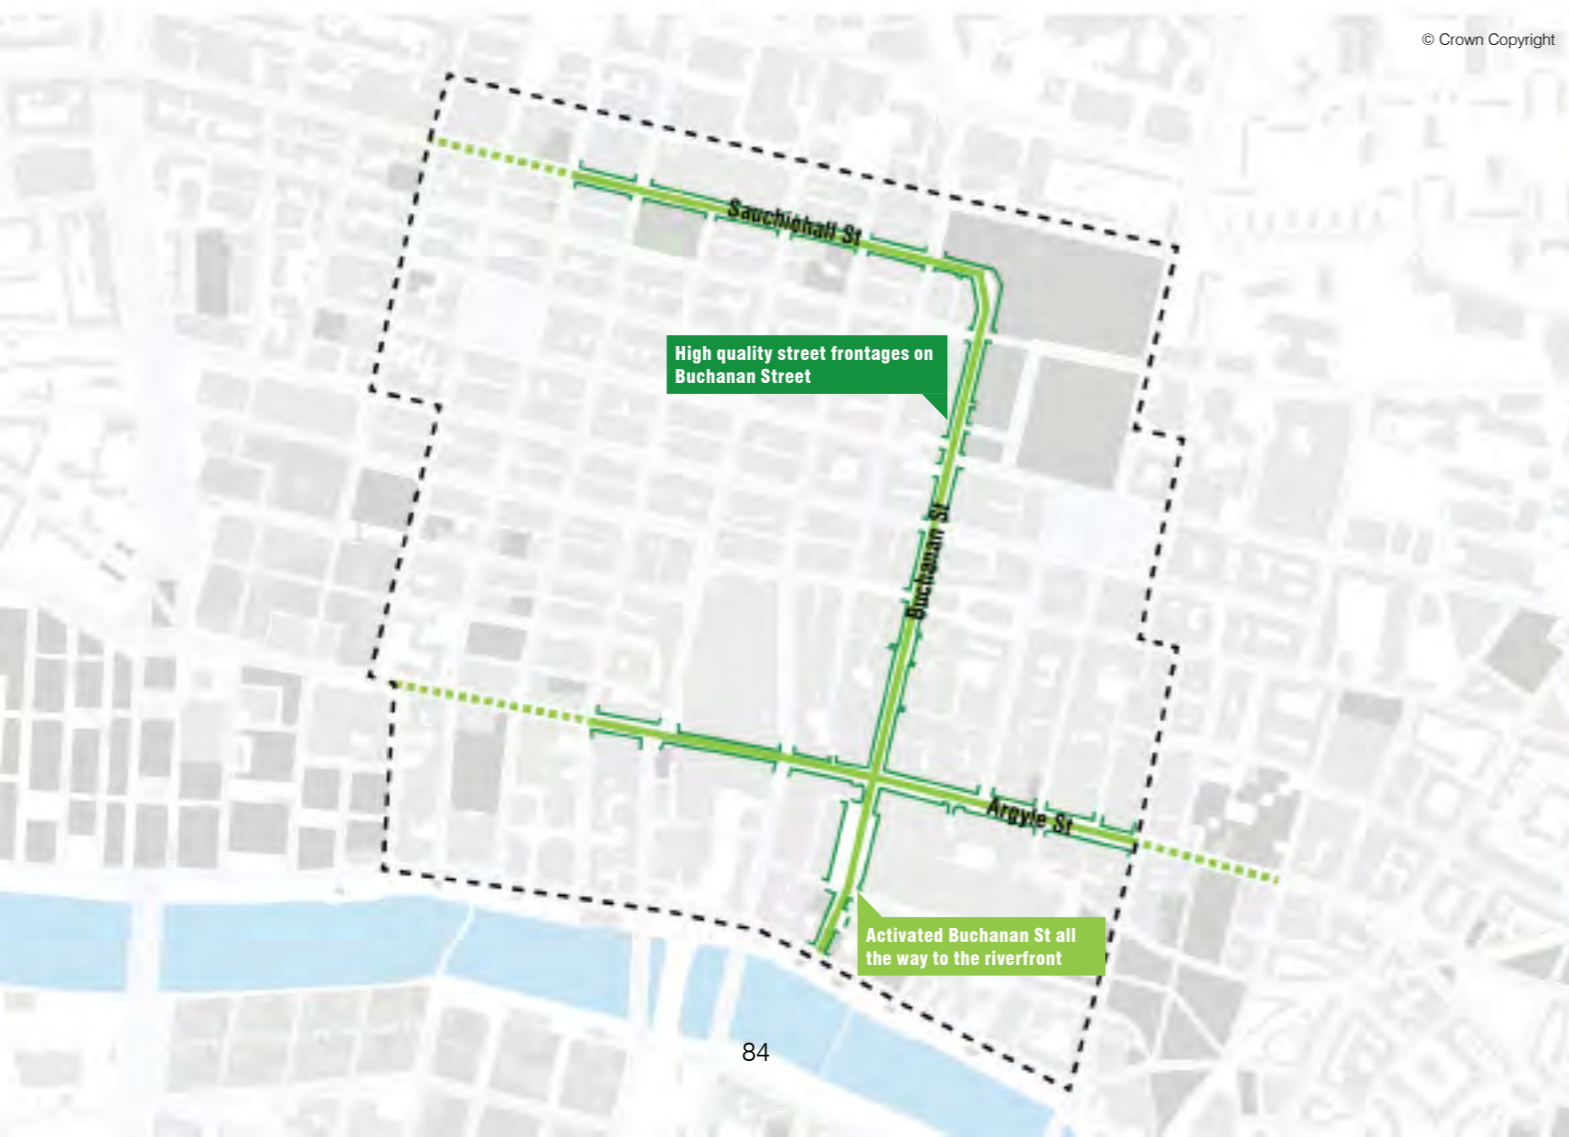 © Crown Copyright
Sauchiehall St
High quality street frontages on
Buchanan Street
Buchanan St
Argyle St
Activated Buchanan St all
the way to the riverfront
84